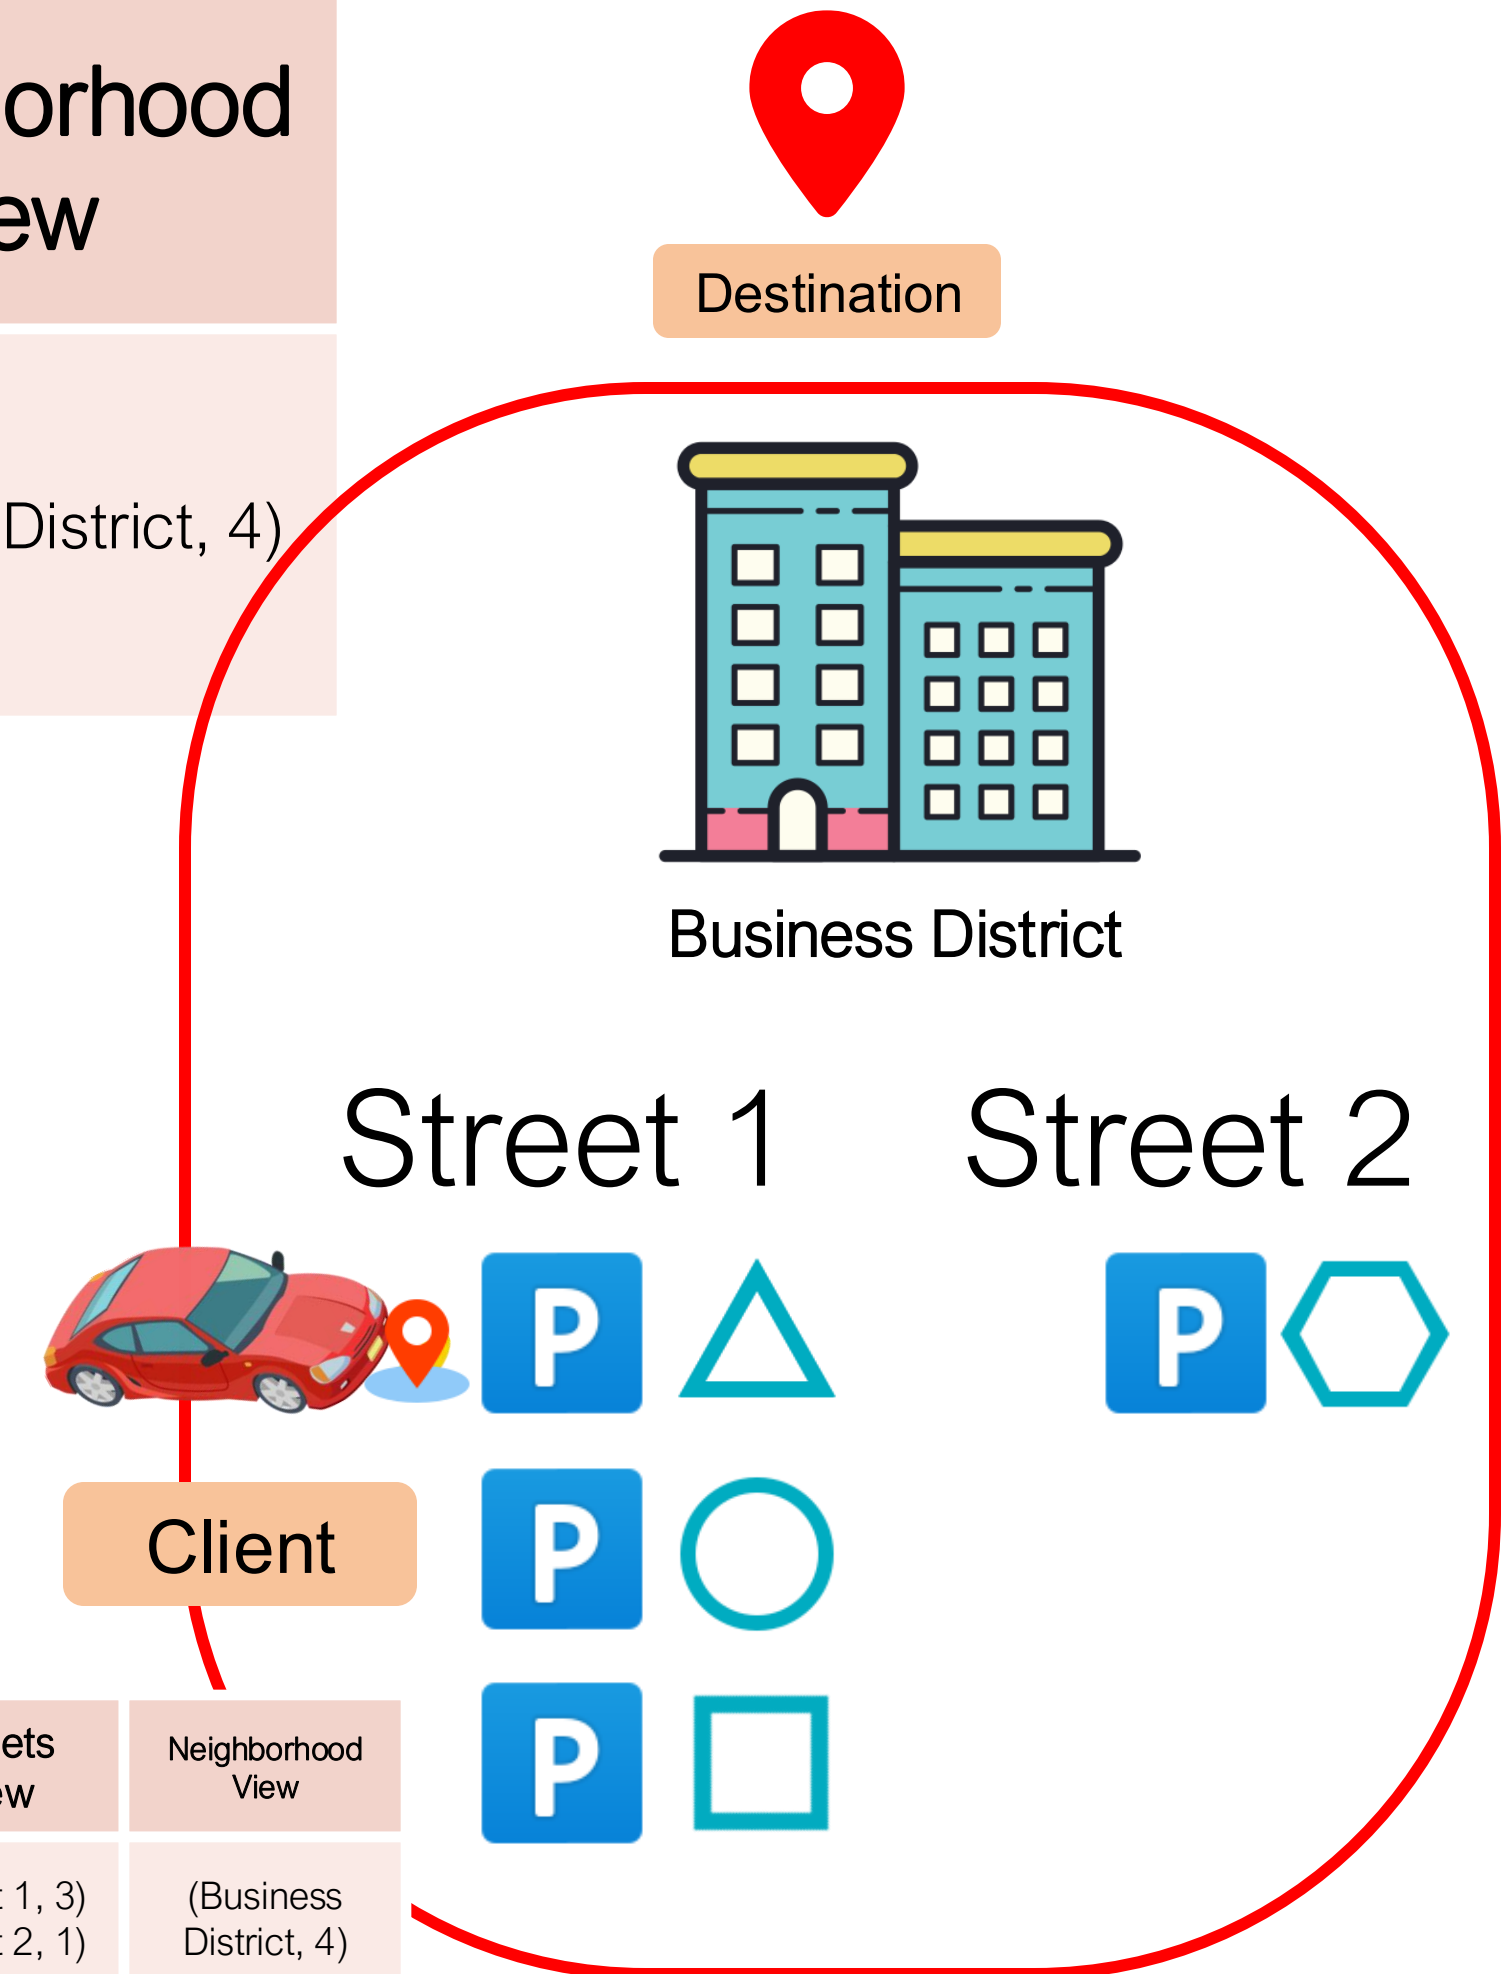 orhood
ew
District, 4)
Destination
Business District
Street 1
Street 2
P
P
P
P
Client
ets
ew
Neighborhood
View
t 1, 3)
t 2, 1)
(Business
District, 4)